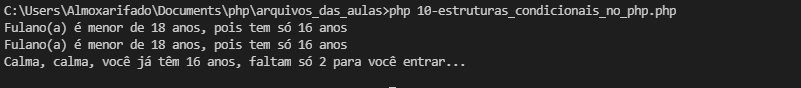 C:\Users\Almoxarifado\Documents\php\arquivos_das_aulas>php 10-estruturas_condicionais_no_php.php
Fulano(a) é menor de 18 anos, pois tem só 16 anos
Fulano(a) é menor de 18 anos, pois tem só 16 anos
Calma, calma, você já têm 16 anos, faltam só 2 para você entrar...